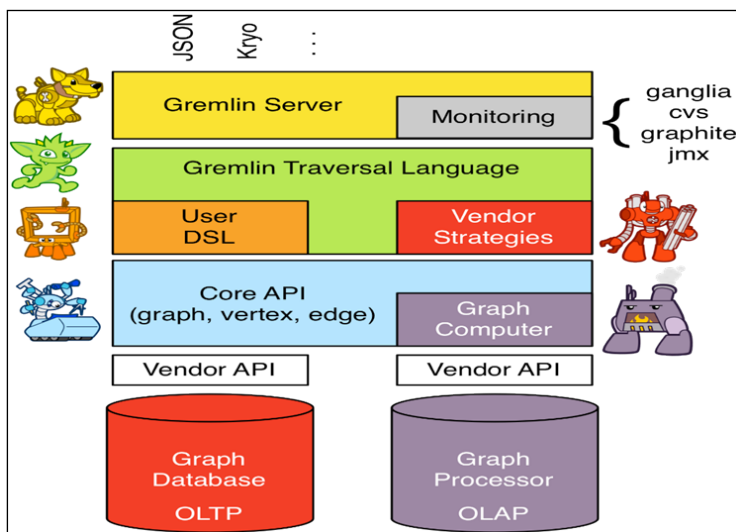 JSON
Kryo
...
Gremlin Server
Monitoring
ganglia
cvs
graphite
jmx
Gremlin Traversal Language
User
DSL
Vendor
Strategies
Core API
(graph, vertex, edge)
Graph
Computer
Vendor API
Vendor API
Graph
Database
OLTP
Graph
Processor
OLAP